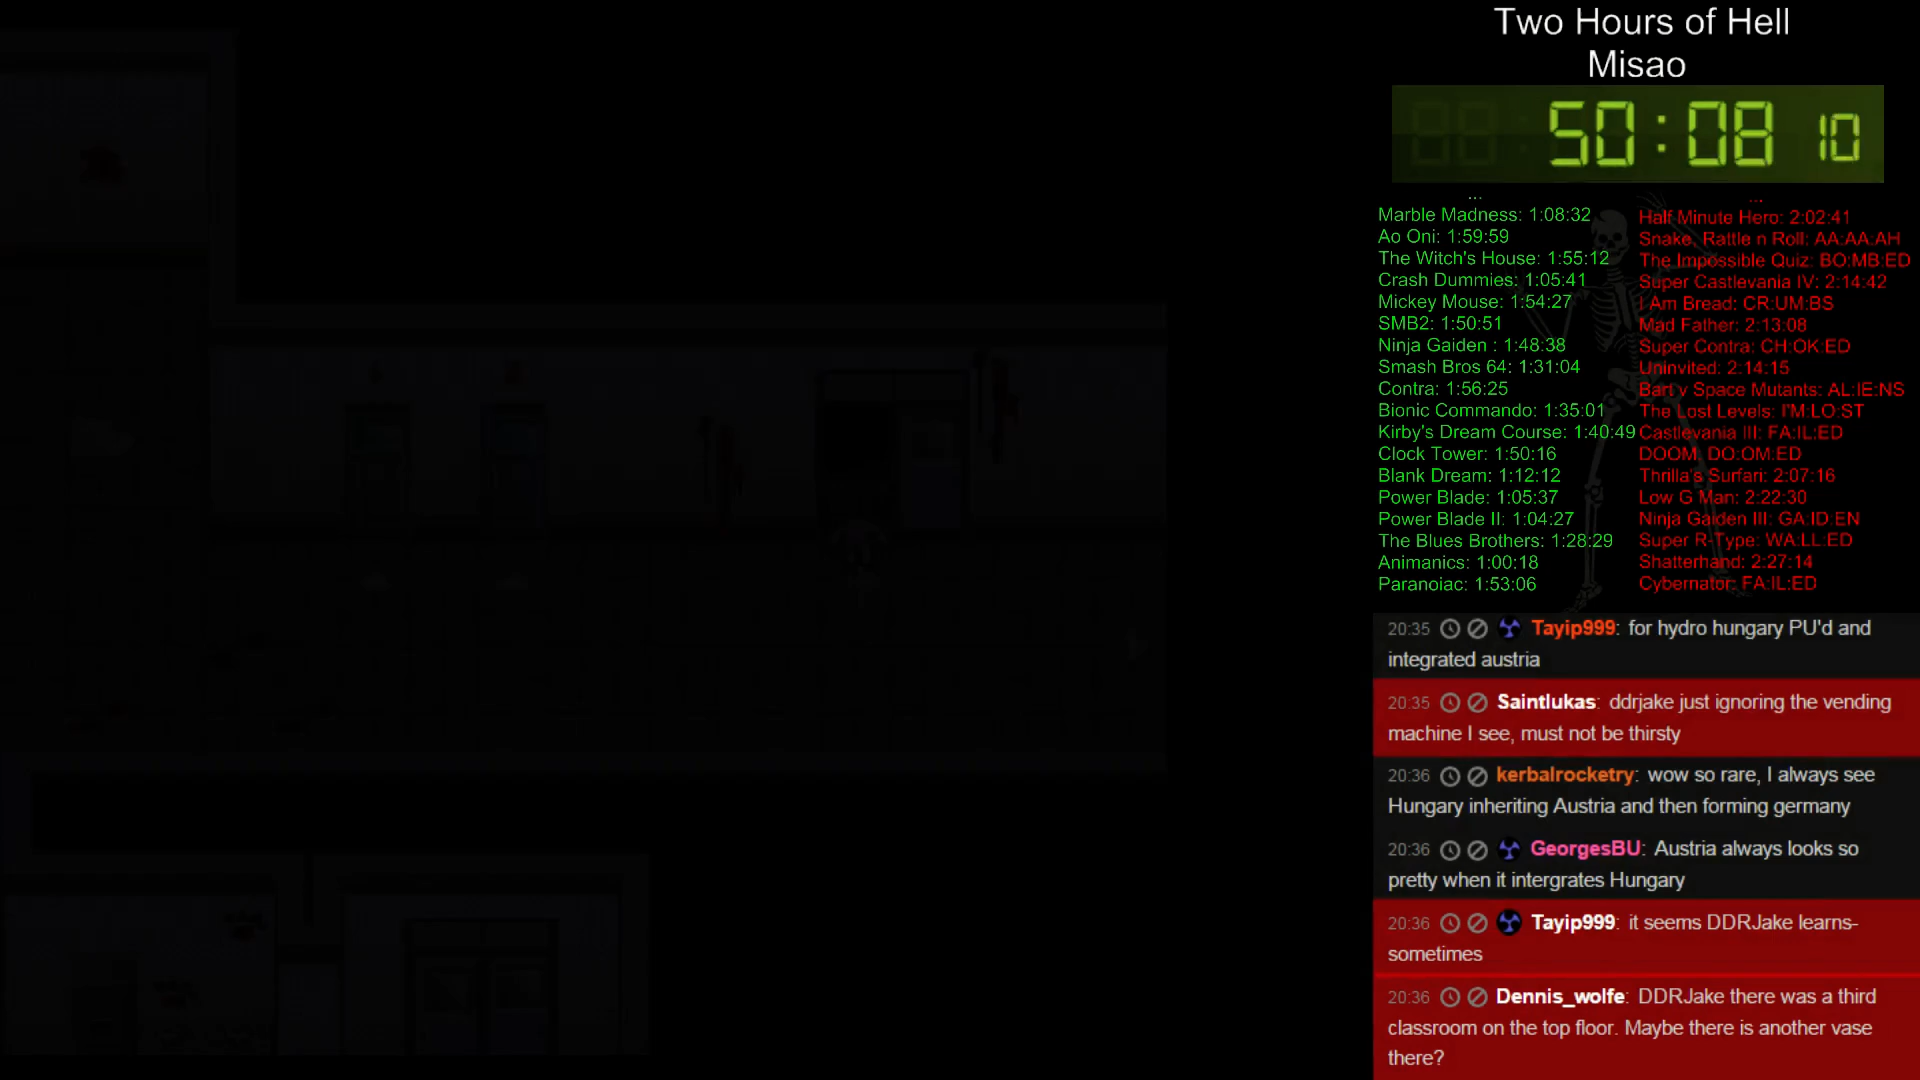 Two Hours of Hell
Misao
50:08 10
...
Marble Madness: 1:08:32
Ao Oni: 1:59:59
The Witch's House: 1:55:12
Crash Dummies: 1:05:41
Mickey Mouse: 1:54:27
SMB2: 1:50:51
Ninja Gaiden : 1:48:38
Smash Bros 64: 1:31:04
Contra: 1:56:25
Bionic Commando: 1:35:01
Kirby's Dream Course: 1:40:49
Clock Tower: 1:50:16
Blank Dream: 1:12:12
Power Blade: 1:05:37
Power Blade II: 1:04:27
The Blues Brothers: 1:28:29
Animanics: 1:00:18
Paranoiac: 1:53:06
...
Half Minute Hero: 2:02:41
Snake, Rattle n Roll: AA:AA:AH
The Impossible Quiz: BO:MB:ED
Super Castlevania IV: 2:14:42
I Am Bread: CR:UM:BS
Mad Father: 2:13:08
Super Contra: CH:OK:ED
Uninvited: 2:14:15
Bart v Space Mutants: AL:IE:NS
The Lost Levels: I'M:LO:ST
Castlevania III: FA:IL:ED
DOOM: DO:OM:ED
Thrilla's Surfari: 2:07:16
Low G Man: 2:22:30
Ninja Gaiden III: GA:ID:EN
Super R-Type: WA:LL:ED
Shatterhand: 2:27:14
Cybernator: FA:IL:ED
20:35 Tayip999: for hydro hungary PU'd and
integrated austria
20:35 Saintlukas: ddrjake just ignoring the vending
machine I see, must not be thirsty
20:36 kerbalrocketry: wow so rare, I always see
Hungary inheriting Austria and then forming germany
20:36 GeorgesBU: Austria always looks so
pretty when it intergrates Hungary
20:36 Tayip999: it seems DDRJake learns-
sometimes
20:36 Dennis_wolfe: DDRJake there was a third
classroom on the top floor. Maybe there is another vase
there?